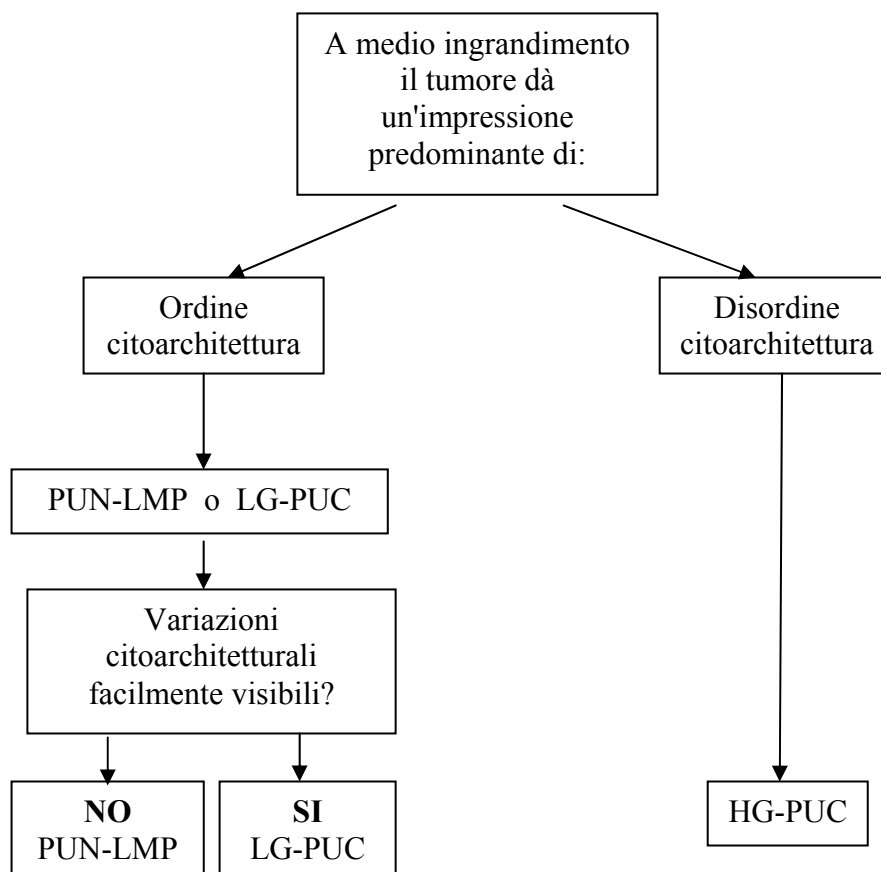 A medio ingrandimento
il tumore dà
un'impressione
predominante di:
Ordine
citoarchitettura
Disordine
citoarchitettura
PUN-LMP o LG-PUC
Variazioni
citoarchitetturali
facilmente visibili?
NO
PUN-LMP
SI
LG-PUC
HG-PUC